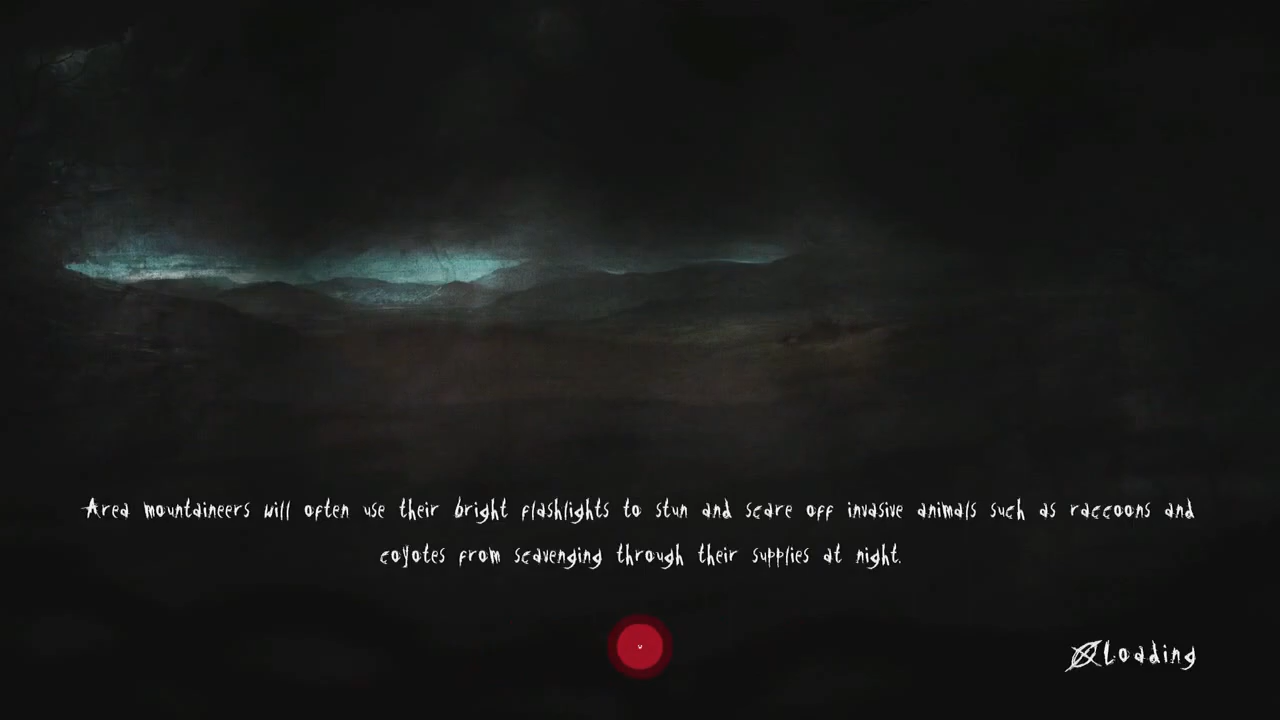 Area mountaineers will often use their bright flashlights to stun and scare off invasive animals such as raccoons and
coyotes from scavenging through their supplies at night.
Loading